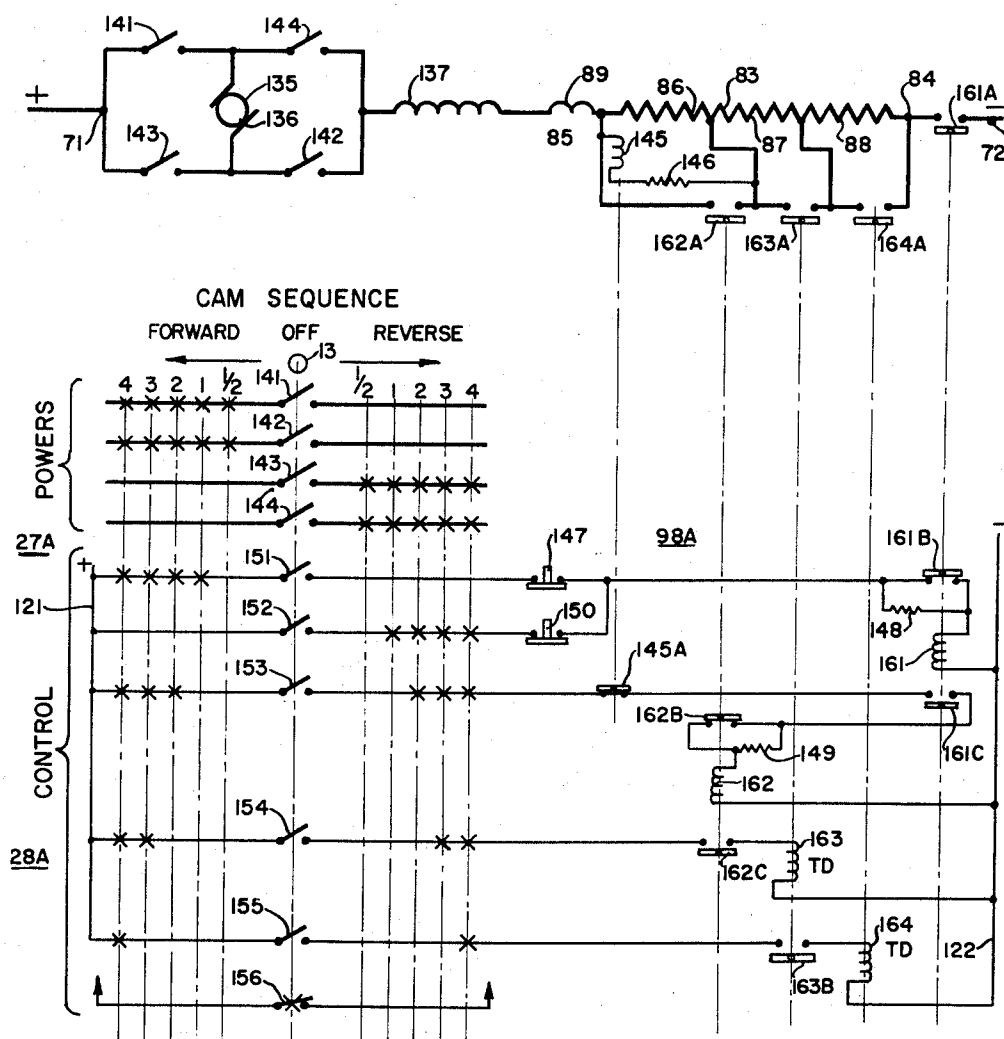 141
144
137
89
86
83
84
161A
+
135
136
–
71
143
142
85
145
87
88
72
146
162A
163A
164A
CAM SEQUENCE
FORWARD OFF REVERSE
13
4 3 2 1 1/2 141 1/2 1 2 3 4
142
POWERS
143
144
27A
147
98A
161B
+
151
121
152
150
148
161
153
145A
162B
161C
149
CONTROL
162
154
28A
163
TD
162C
155
164
TD
122
156
163B